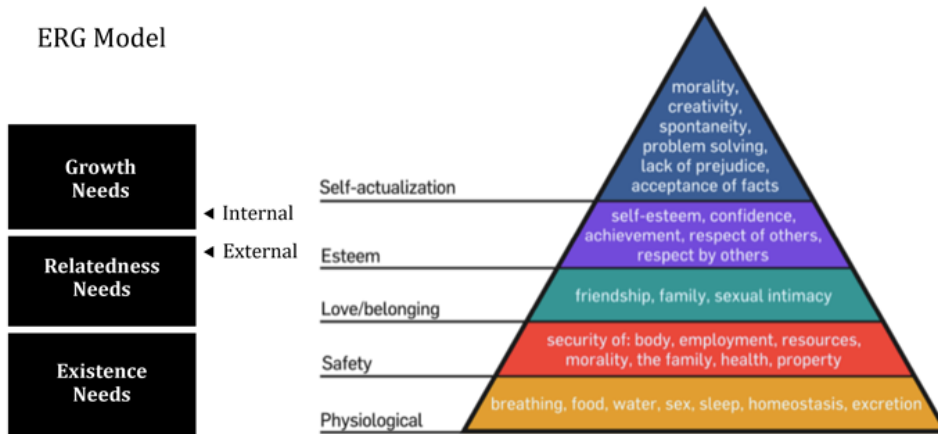 ERG Model
Growth
Needs
◄ Internal
◄ External
Relatedness
Needs
Existence
Needs
Self-actualization
Esteem
Love/belonging
Safety
Physiological
morality,
creativity,
spontaneity,
problem solving,
lack of prejudice,
acceptance of facts
self-esteem, confidence,
achievement, respect of others,
respect by others
friendship, family, sexual intimacy
security of: body, employment, resources,
morality, the family, health, property
breathing, food, water, sex, sleep, homeostasis, excretion